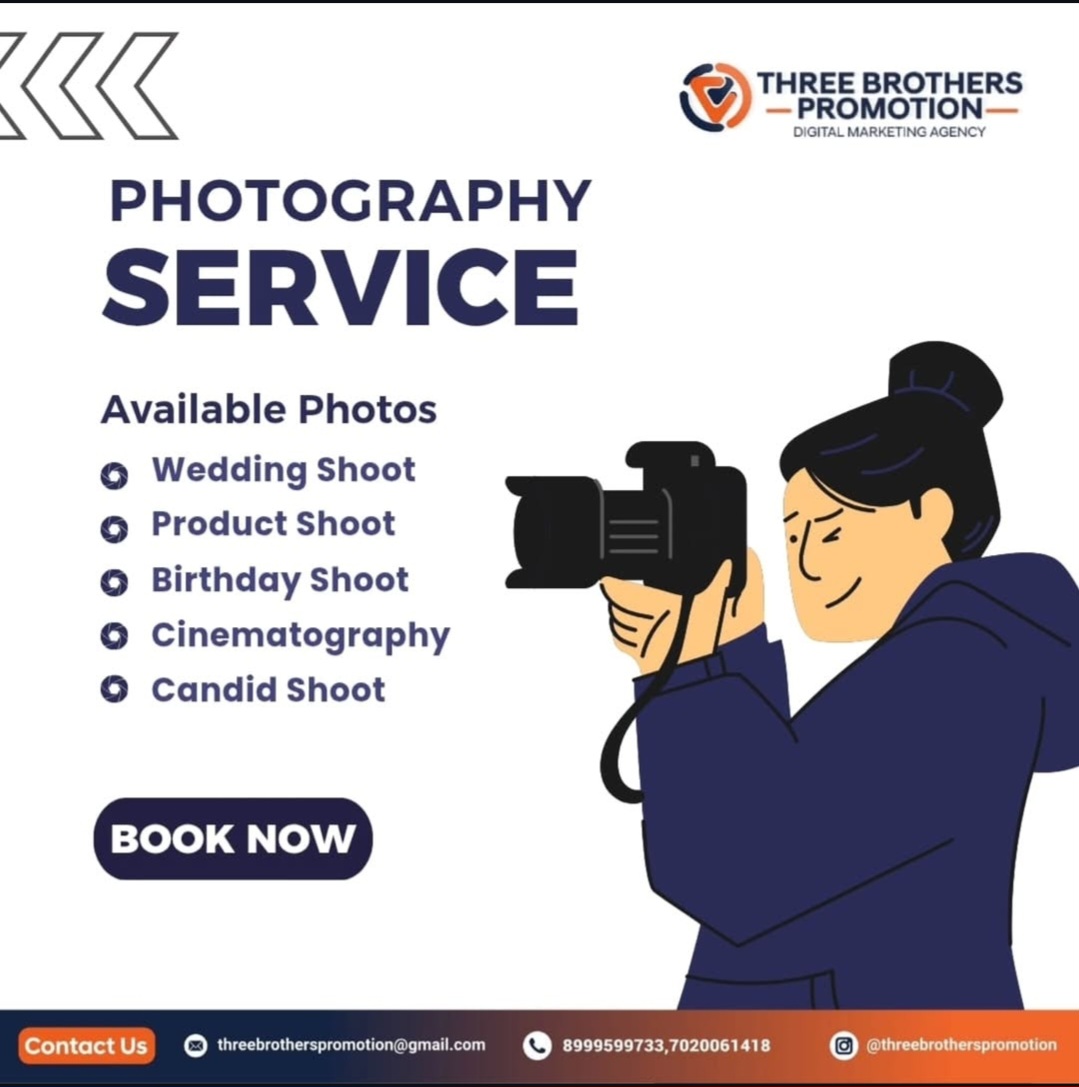 THREE BROTHERS
PROMOTION
DIGITAL MARKETING AGENCY
PHOTOGRAPHY
SERVICE
Available Photos
Wedding Shoot
Product Shoot
Birthday Shoot
Cinematography
Candid Shoot
BOOK NOW
Contact Us threebrotherspromotion@gmail.com 8999599733,7020061418 @threebrotherspromotion